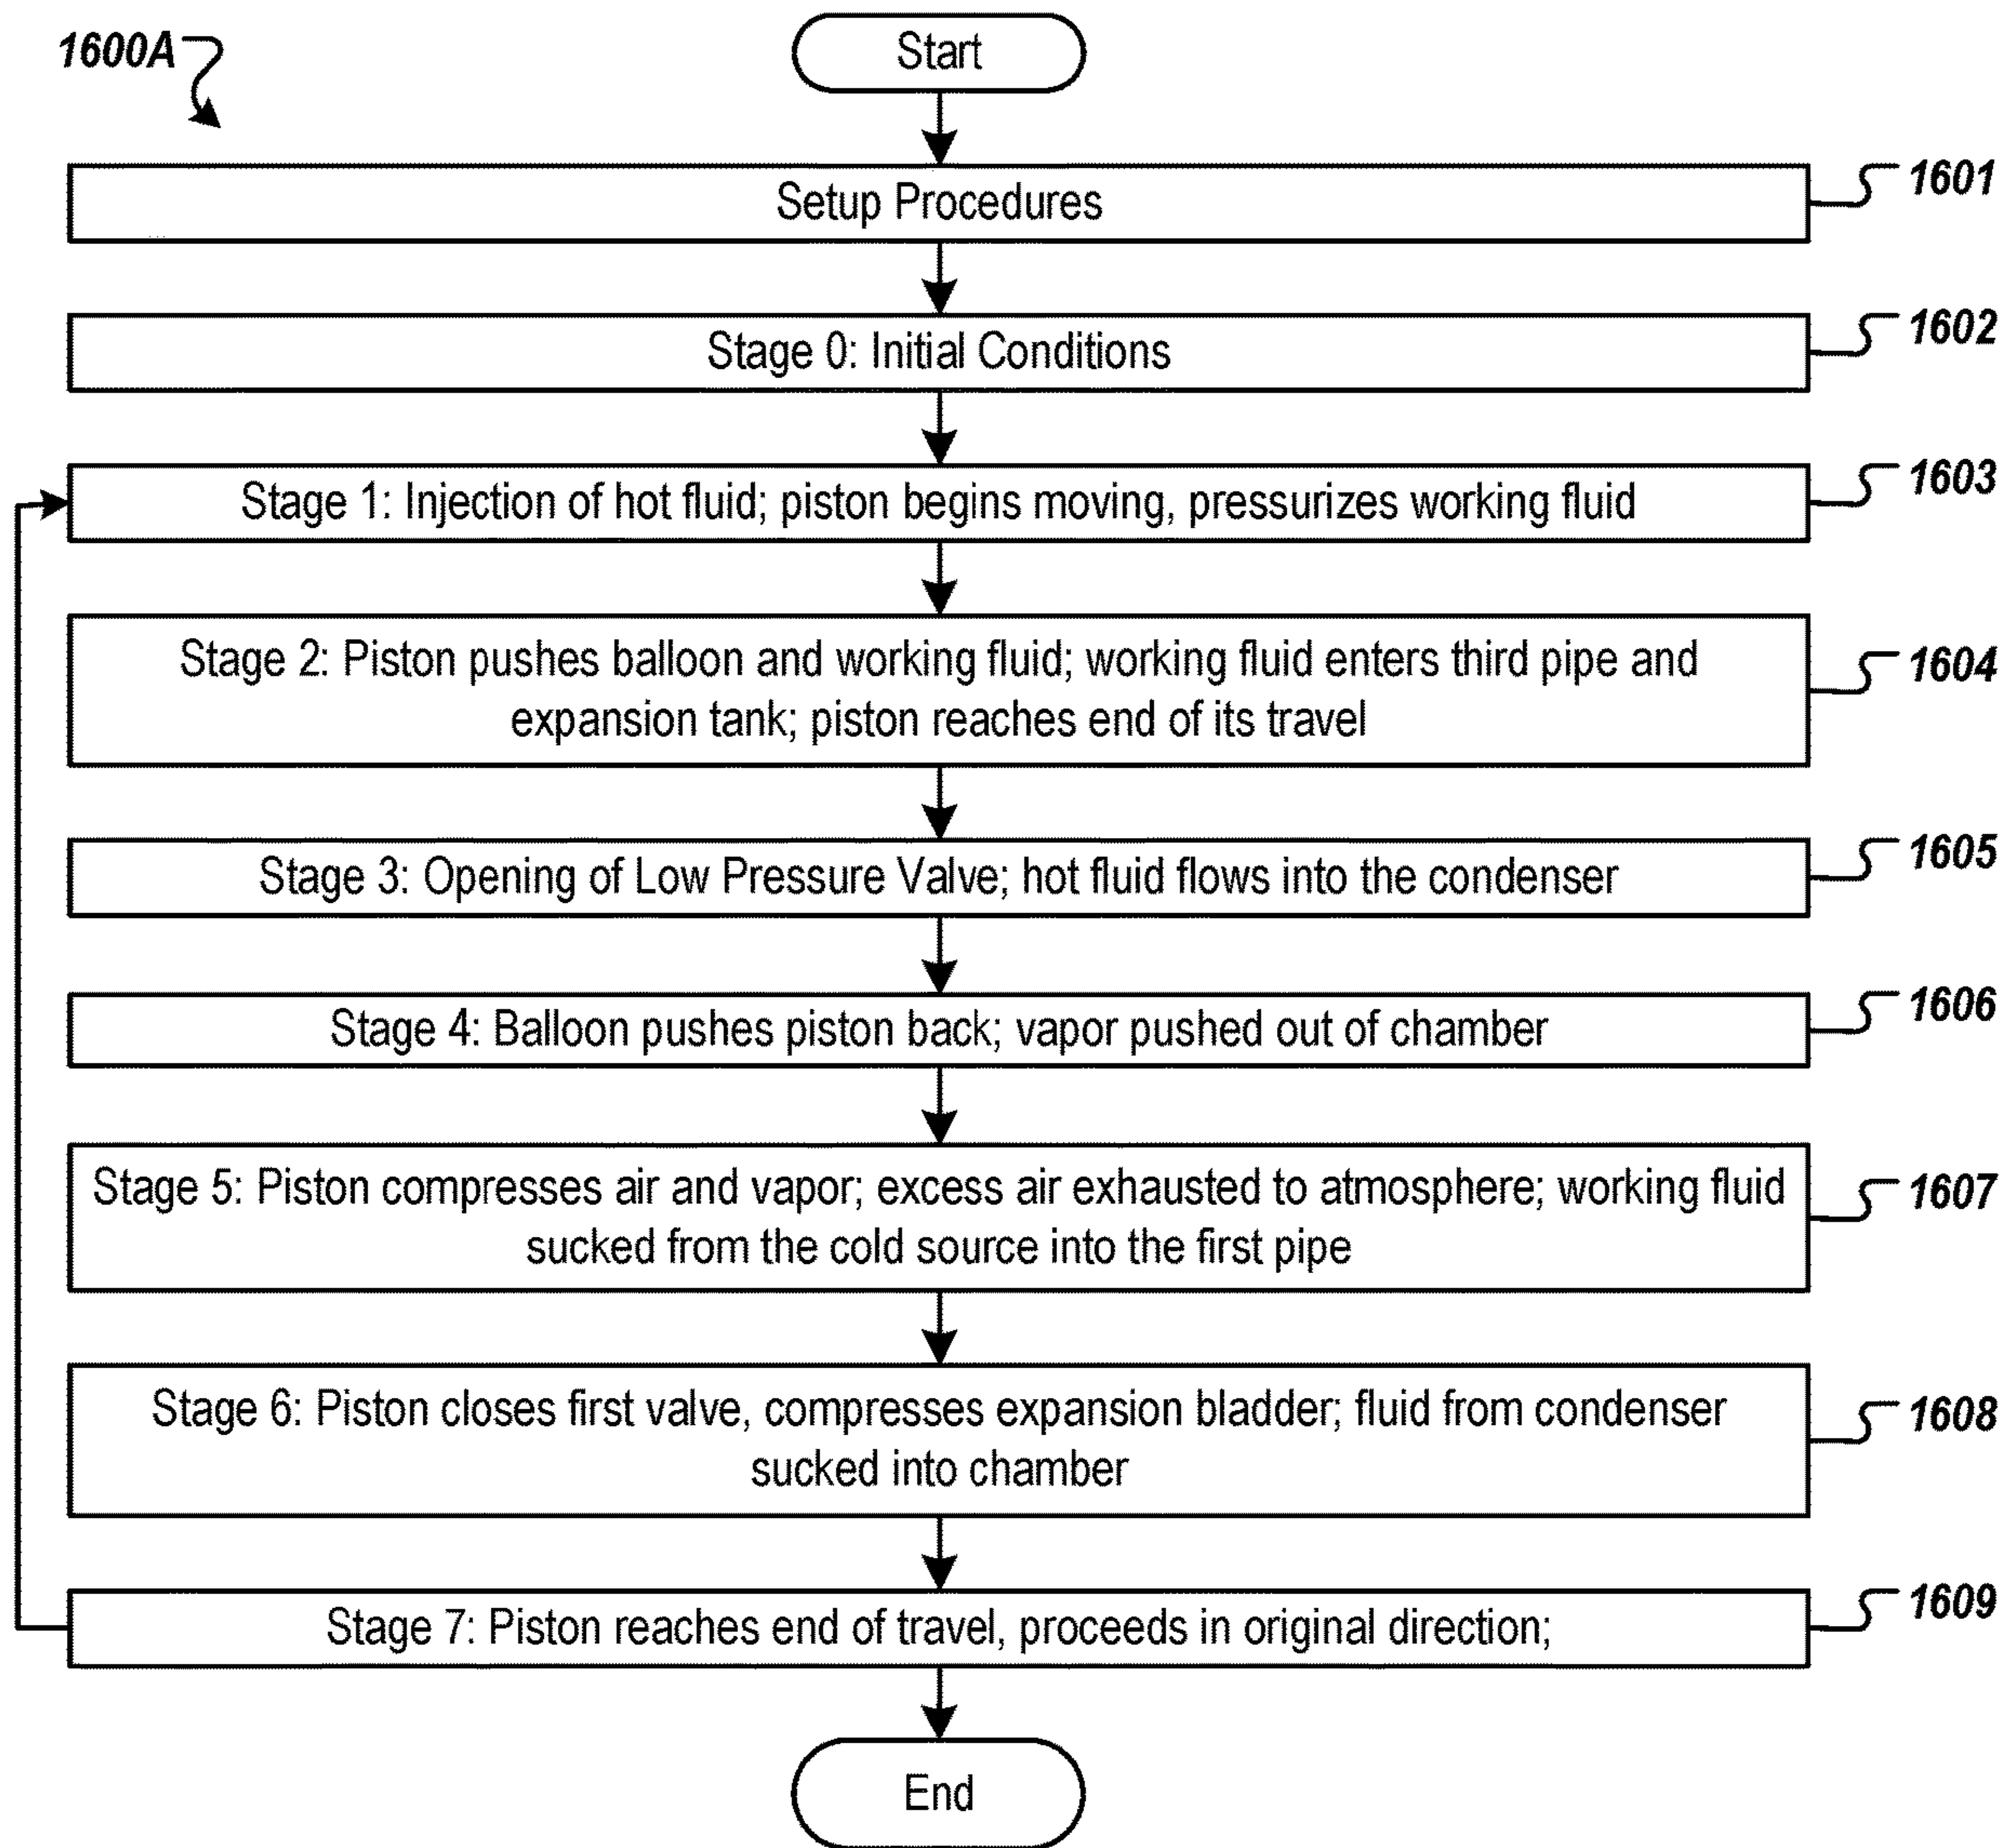 1600A
Start
Setup Procedures
1601
Stage 0: Initial Conditions
1602
Stage 1: Injection of hot fluid; piston begins moving, pressurizes working fluid
1603
Stage 2: Piston pushes balloon and working fluid; working fluid enters third pipe and
expansion tank; piston reaches end of its travel
1604
Stage 3: Opening of Low Pressure Valve; hot fluid flows into the condenser
1605
Stage 4: Balloon pushes piston back; vapor pushed out of chamber
1606
Stage 5: Piston compresses air and vapor; excess air exhausted to atmosphere; working fluid
sucked from the cold source into the first pipe
1607
Stage 6: Piston closes first valve, compresses expansion bladder; fluid from condenser
sucked into chamber
1608
Stage 7: Piston reaches end of travel, proceeds in original direction;
1609
End